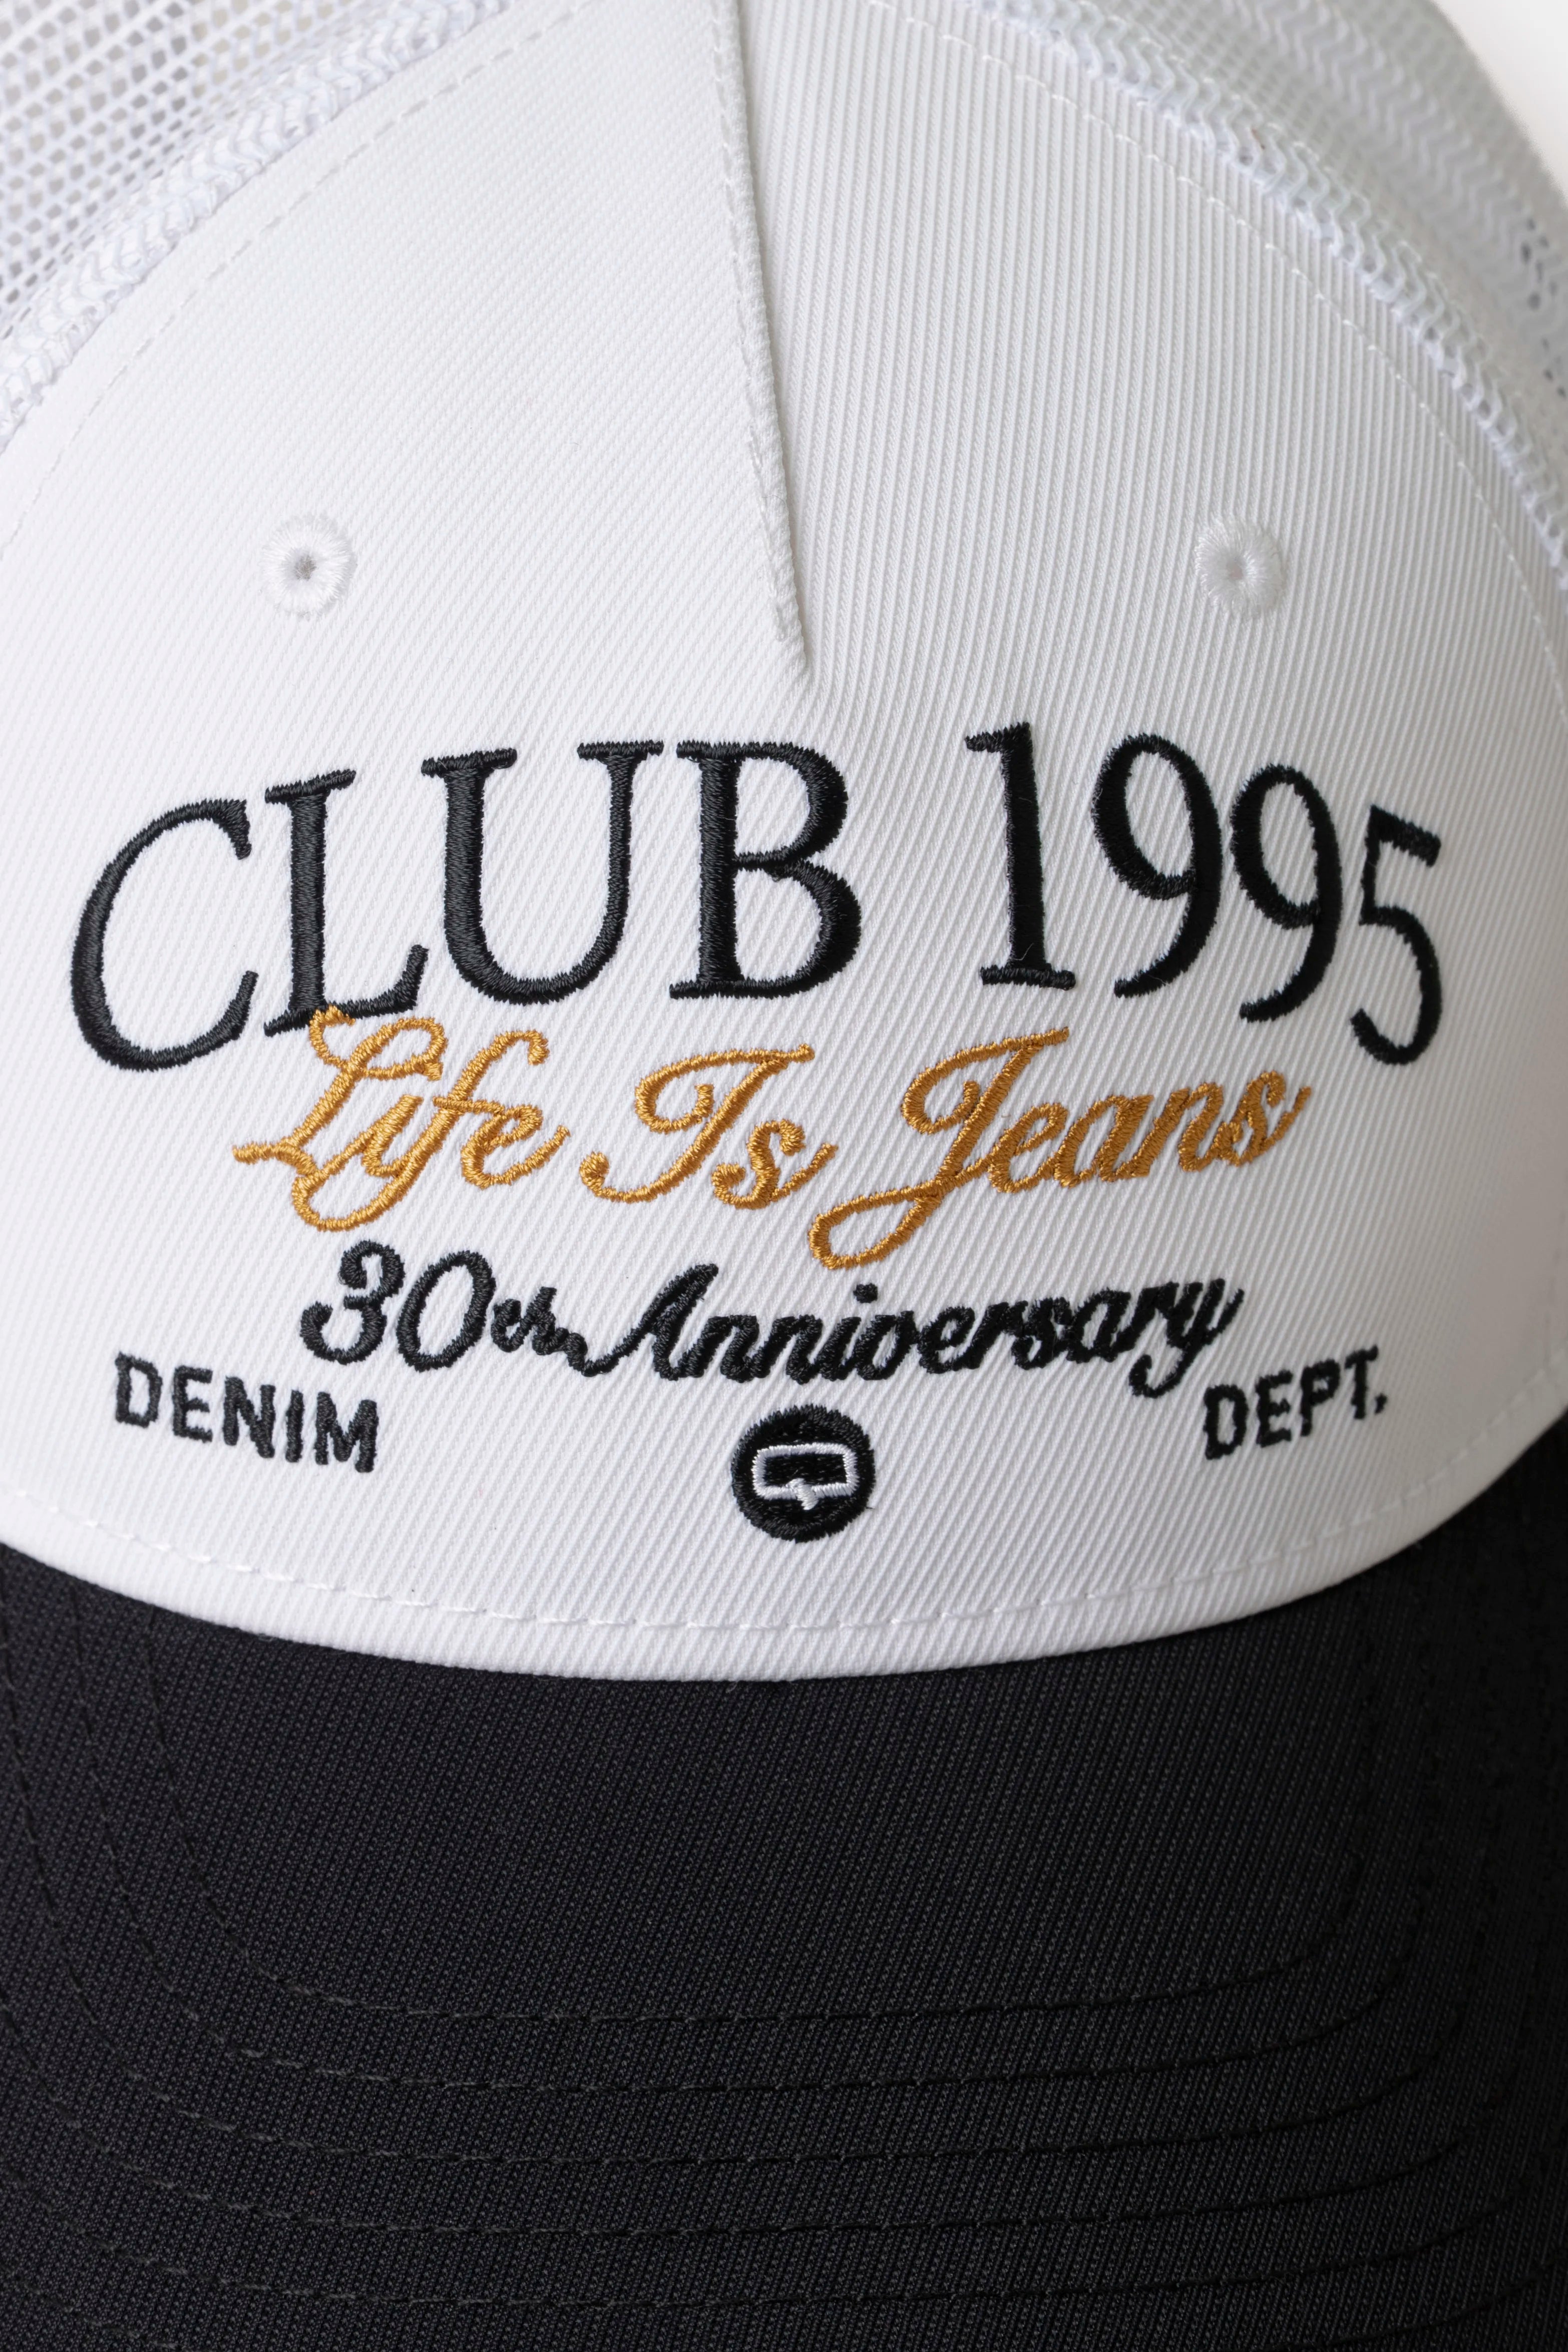 CLUB 1995
Life Is Jeans
30th Anniversary
DENIM DEPT.